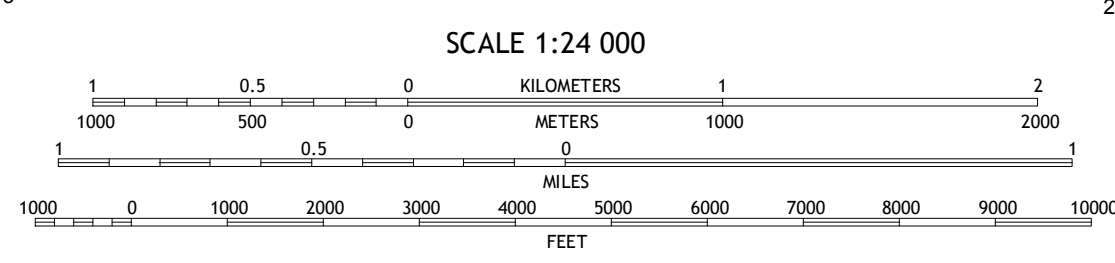 SCALE 1:24 000
1 0.5 0 KILOMETERS 1 2
1000 500 0 METERS 1000 2000
1 0.5 0 1
MILES
1000 0 1000 2000 3000 4000 5000 6000 7000 8000 9000 10000
FEET